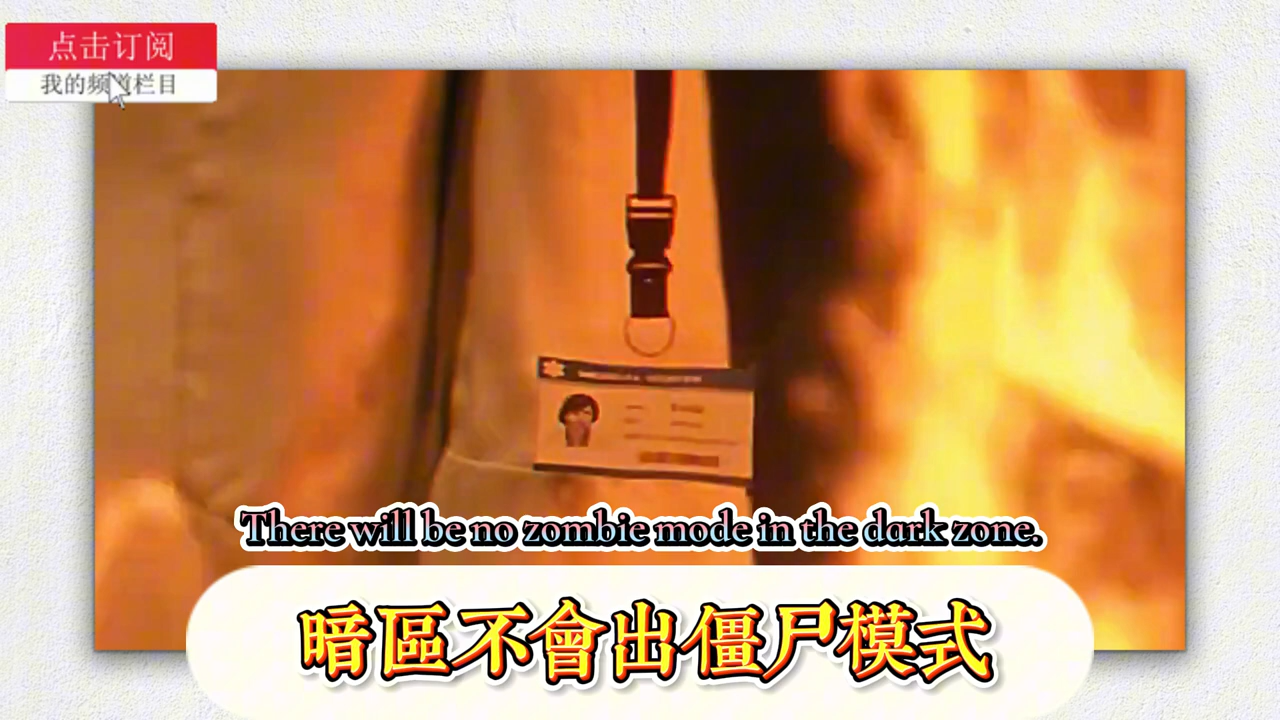 点击订阅
我的频道栏目
There will be no zombie mode in the dark zone.
暗區不會出僵尸模式